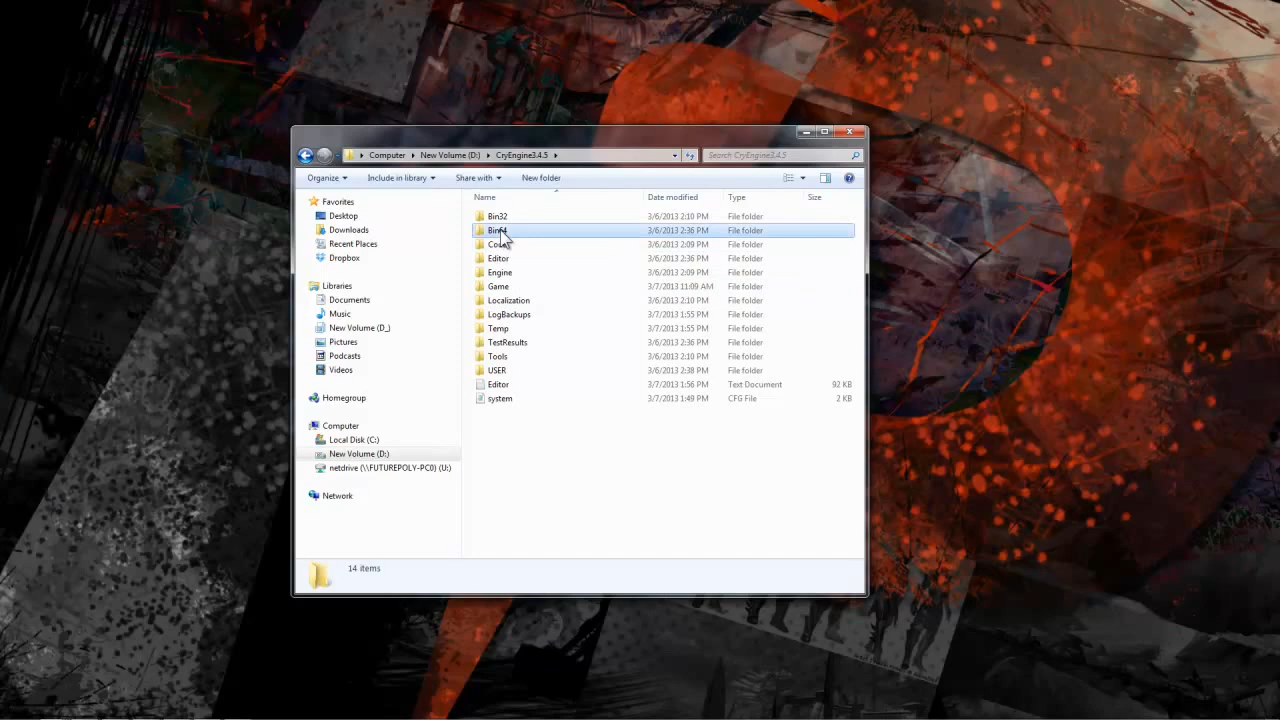 Computer New Volume (D:) CryEngine3.4.5 Search CryEngine3.4.5
Organize Include in library Share with New folder
Name Date modified Type Size
Favorites
Desktop
Downloads
Recent Places
Dropbox
Libraries
Documents
Music
New Volume (D_)
Pictures
Podcasts
Videos
Homegroup
Computer
Local Disk (C:)
New Volume (D:)
netdrive (\\FUTUREPOLY-PC0) (U:)
Network
Bin32 3/6/2013 2:10 PM File folder
3/6/2013 2:36 PM File folder
3/6/2013 2:09 PM File folder
Editor 3/6/2013 2:36 PM File folder
Engine 3/6/2013 2:09 PM File folder
Game 3/7/2013 11:09 AM File folder
Localization 3/6/2013 2:10 PM File folder
LogBackups 3/7/2013 1:55 PM File folder
Temp 3/7/2013 1:55 PM File folder
TestResults 3/6/2013 2:36 PM File folder
Tools 3/6/2013 2:10 PM File folder
USER 3/6/2013 2:38 PM File folder
Editor 3/7/2013 1:56 PM Text Document 92 KB
system 3/7/2013 1:49 PM CFG File 2 KB
14 items